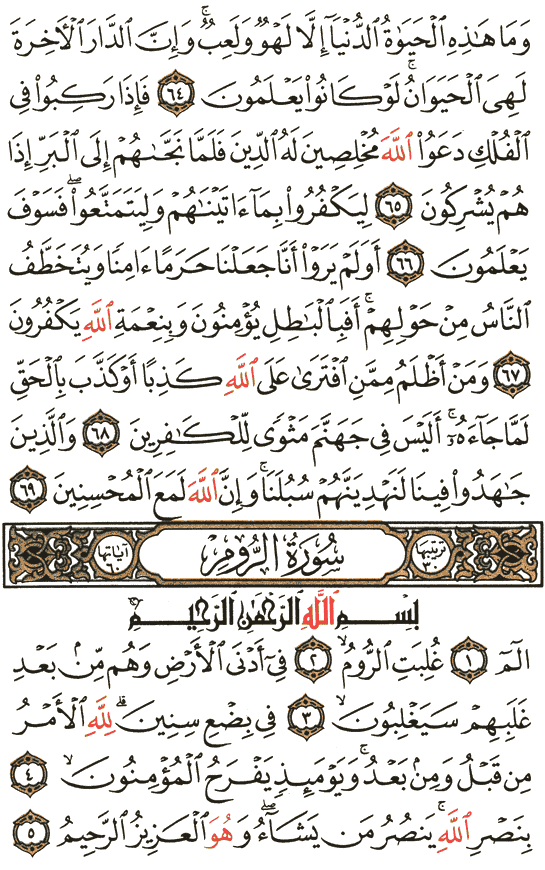 وَمَا هَٰذِهِ ٱلْحَيَوٰةُ ٱلدُّنْيَآ إِلَّا لَهْوٌ وَلَعِبٌ ۚ وَإِنَّ ٱلدَّارَ ٱلْأَخِرَةَ
لَهِىَ ٱلْحَيَوَانُ ۚ لَوْ كَانُوا۟ يَعْلَمُونَ ٦٤ فَإِذَا رَكِبُوا۟ فِى
ٱلْفُلْكِ دَعَوُا۟ ٱللَّهَ مُخْلِصِينَ لَهُ ٱلدِّينَ فَلَمَّا نَجَّىٰهُمْ إِلَى ٱلْبَرِّ إِذَا
هُمْ يُشْرِكُونَ ٦٥ لِيَكْفُرُوا۟ بِمَآ ءَاتَيْنَٰهُمْ وَلِيَتَمَتَّعُوا۟ ۖ فَسَوْفَ
يَعْلَمُونَ ٦٦ أَوَلَمْ يَرَوْا۟ أَنَّا جَعَلْنَا حَرَمًا ءَامِنًا وَيُتَخَطَّفُ
ٱلنَّاسُ مِنْ حَوْلِهِمْ ۚ أَفَبِٱلْبَٰطِلِ يُؤْمِنُونَ وَبِنِعْمَةِ ٱللَّهِ يَكْفُرُونَ
٦٧ وَمَنْ أَظْلَمُ مِمَّنِ ٱفْتَرَىٰ عَلَى ٱللَّهِ كَذِبًا أَوْ كَذَّبَ بِٱلْحَقِّ
لَمَّا جَآءَهُۥٓ ۚ أَلَيْسَ فِى جَهَنَّمَ مَثْوًى لِّلْكَٰفِرِينَ ٦٨ وَٱلَّذِينَ
جَٰهَدُوا۟ فِينَا لَنَهْدِيَنَّهُمْ سُبُلَنَا ۚ وَإِنَّ ٱللَّهَ لَمَعَ ٱلْمُحْسِنِينَ ٦٩
ترتيبها ٣٠ سُورَةُ الرُّومِ آياتها ٦٠
بِسْمِ ٱللَّهِ ٱلرَّحْمَٰنِ ٱلرَّحِيمِ
الٓمٓ ١ غُلِبَتِ ٱلرُّومُ ۙ ٢ فِىٓ أَدْنَى ٱلْأَرْضِ وَهُم مِّنۢ بَعْدِ
غَلَبِهِمْ سَيَغْلِبُونَ ۙ ٣ فِى بِضْعِ سِنِينَ ۗ لِلَّهِ ٱلْأَمْرُ
مِن قَبْلُ وَمِنۢ بَعْدُ ۚ وَيَوْمَئِذٍ يَفْرَحُ ٱلْمُؤْمِنُونَ ۙ ٤
بِنَصْرِ ٱللَّهِ ۚ يَنصُرُ مَن يَشَآءُ ۖ وَهُوَ ٱلْعَزِيزُ ٱلرَّحِيمُ ٥